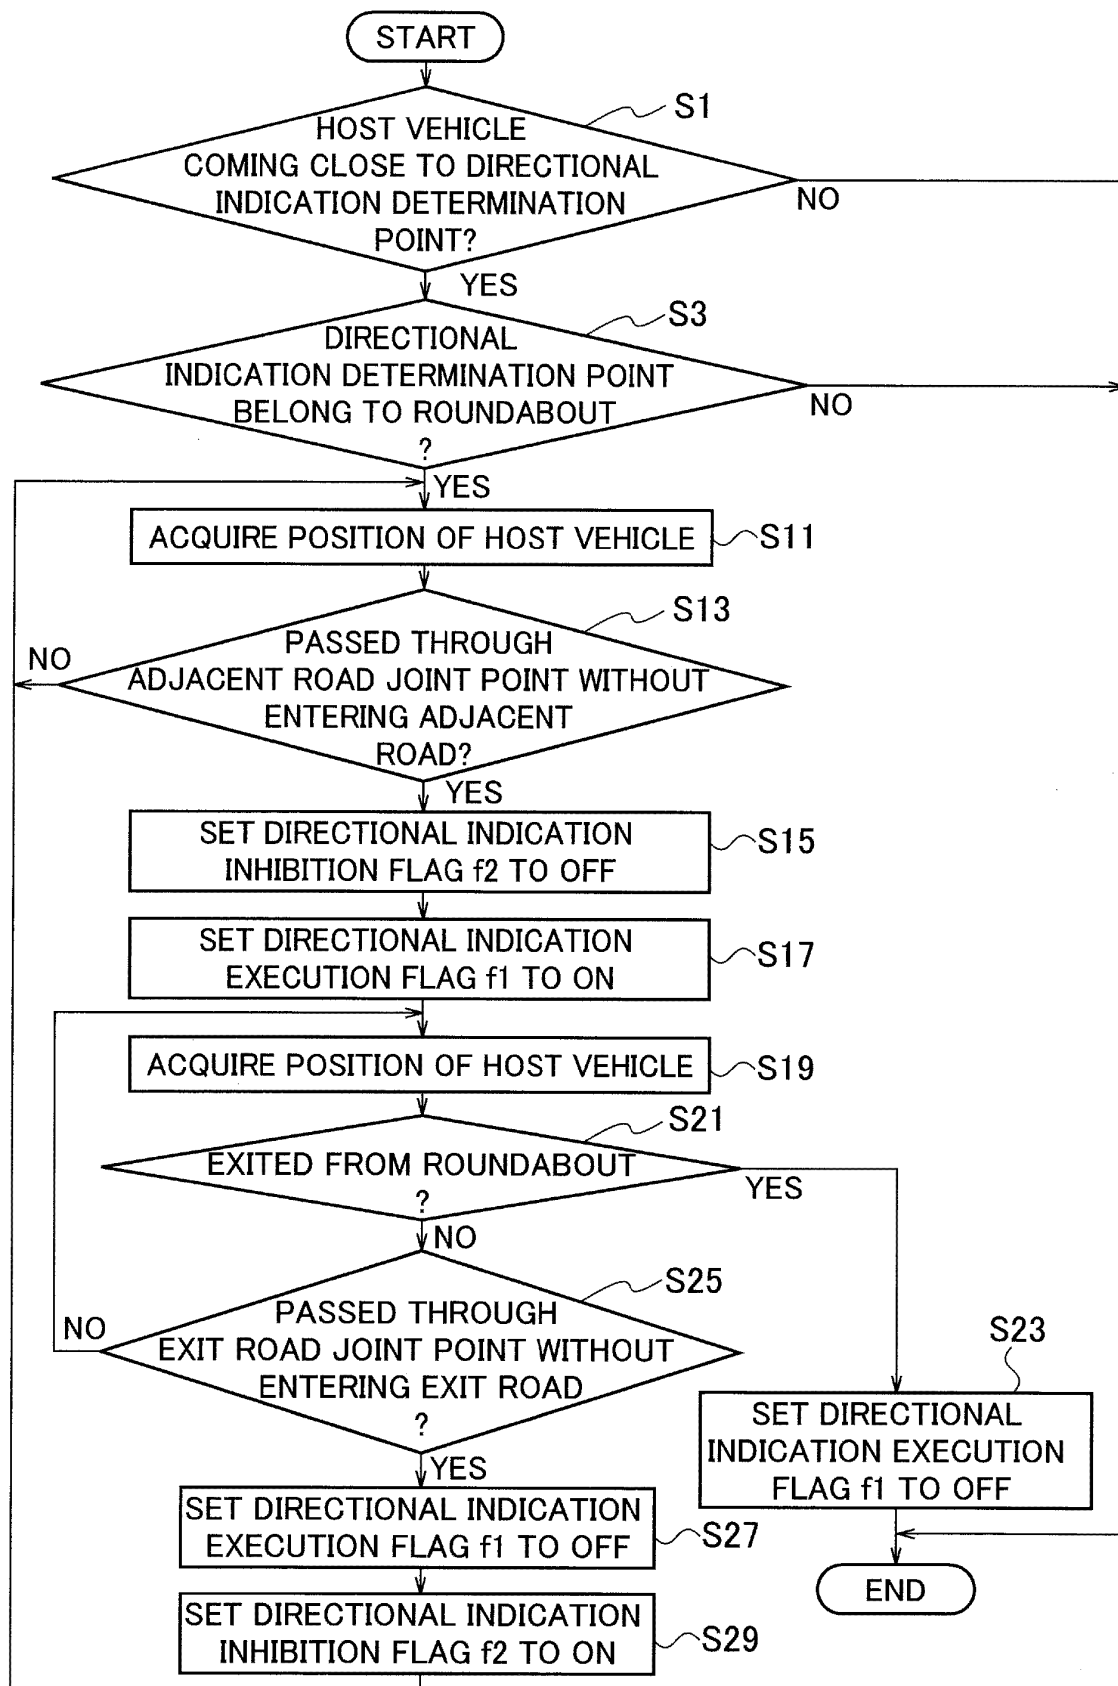 START
S1
HOST VEHICLE
COMING CLOSE TO DIRECTIONAL
INDICATION DETERMINATION
POINT?
NO
YES
S3
DIRECTIONAL
INDICATION DETERMINATION POINT
BELONG TO ROUNDABOUT
?
NO
YES
ACQUIRE POSITION OF HOST VEHICLE
S11
S13
PASSED THROUGH
ADJACENT ROAD JOINT POINT WITHOUT
ENTERING ADJACENT
ROAD?
NO
YES
SET DIRECTIONAL INDICATION
INHIBITION FLAG f2 TO OFF
S15
SET DIRECTIONAL INDICATION
EXECUTION FLAG f1 TO ON
S17
ACQUIRE POSITION OF HOST VEHICLE
S19
S21
EXITED FROM ROUNDABOUT
?
YES
NO
S25
PASSED THROUGH
EXIT ROAD JOINT POINT WITHOUT
ENTERING EXIT ROAD
?
NO
YES
S23
SET DIRECTIONAL
INDICATION EXECUTION
FLAG f1 TO OFF
SET DIRECTIONAL INDICATION
EXECUTION FLAG f1 TO OFF
S27
END
SET DIRECTIONAL INDICATION
INHIBITION FLAG f2 TO ON
S29